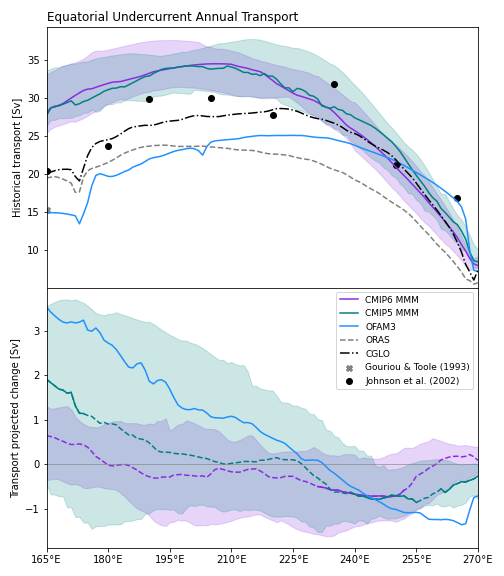 Equatorial Undercurrent Annual Transport
Historical transport [Sv]
35
30
25
20
15
10
Transport projected change [Sv]
3
2
1
0
−1
CMIP6 MMM
CMIP5 MMM
OFAM3
ORAS
CGLO
Gouriou & Toole (1993)
Johnson et al. (2002)
165°E 180°E 195°E 210°E 225°E 240°E 255°E 270°E